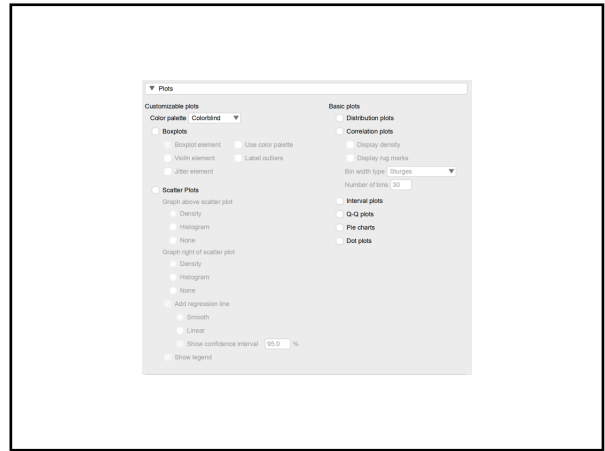 Plots
Customizable plots
Color palette Colorblind
Boxplots
Boxplot element Use color palette
Violin element Label outliers
Jitter element
Scatter Plots
Graph above scatter plot
Density
Histogram
None
Graph right of scatter plot
Density
Histogram
None
Add regression line
Smooth
Linear
Show confidence interval 95.0 %
Show legend
Basic plots
Distribution plots
Correlation plots
Display density
Display rug marks
Bin width type Sturges
Number of bins 30
Interval plots
Q-Q plots
Pie charts
Dot plots